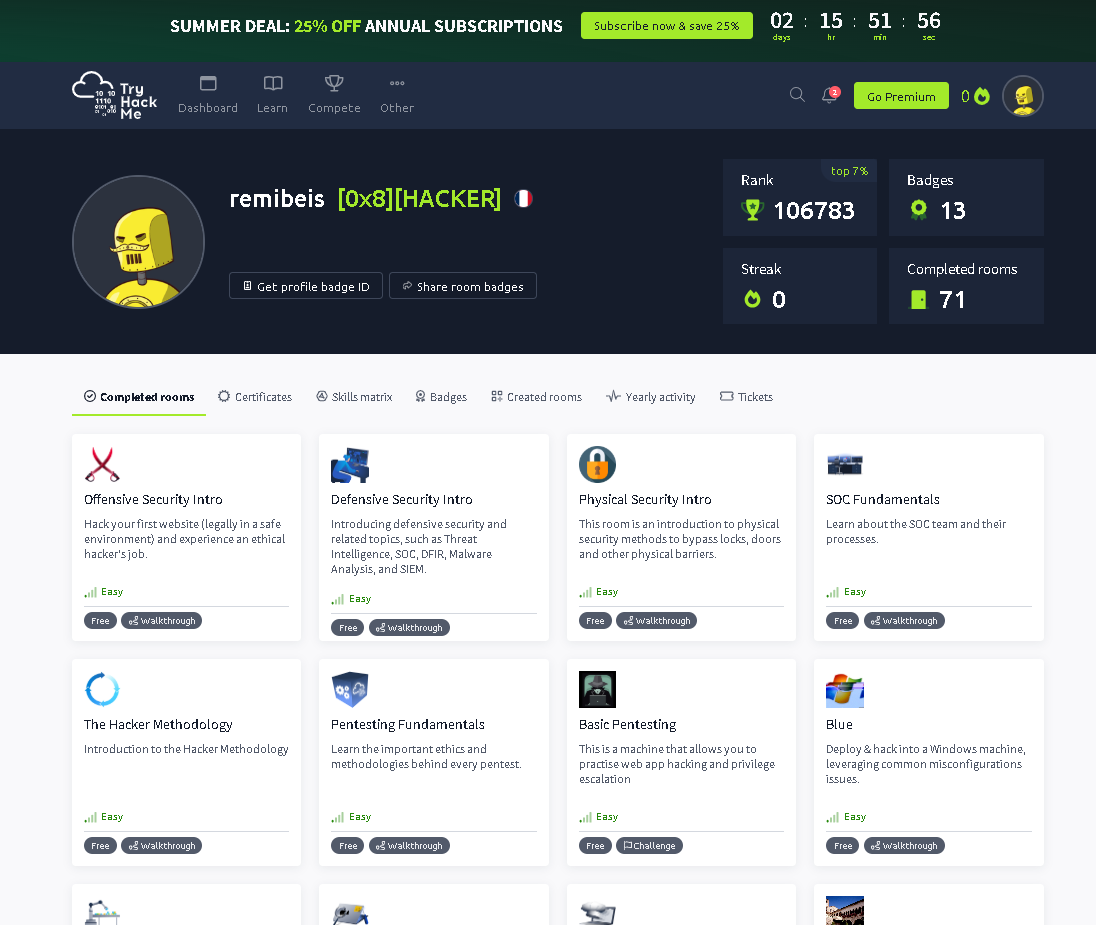 SUMMER DEAL: 25% OFF ANNUAL SUBSCRIPTIONS
Subscribe now & save 25%
02 : 15 : 51 : 56
days hr min sec
Try
Hack
Me
10 10
1110
0101 01
01 010
Dashboard
Learn
Compete
Other
2
Go Premium
0
remibeis [0x8][HACKER]
Get profile badge ID
Share room badges
Rank
top 7%
106783
Badges
13
Streak
0
Completed rooms
71
Completed rooms
Certificates
Skills matrix
Badges
Created rooms
Yearly activity
Tickets
Offensive Security Intro
Hack your first website (legally in a safe
environment) and experience an ethical
hacker's job.
Easy
Free
Walkthrough
Defensive Security Intro
Introducing defensive security and
related topics, such as Threat
Intelligence, SOC, DFIR, Malware
Analysis, and SIEM.
Easy
Free
Walkthrough
Physical Security Intro
This room is an introduction to physical
security methods to bypass locks, doors
and other physical barriers.
Easy
Free
Walkthrough
SOC Fundamentals
Learn about the SOC team and their
processes.
Easy
Free
Walkthrough
The Hacker Methodology
Introduction to the Hacker Methodology
Easy
Free
Walkthrough
Pentesting Fundamentals
Learn the important ethics and
methodologies behind every pentest.
Easy
Free
Walkthrough
Basic Pentesting
This is a machine that allows you to
practise web app hacking and privilege
escalation
Easy
Free
Challenge
Blue
Deploy & hack into a Windows machine,
leveraging common misconfigurations
issues.
Easy
Free
Walkthrough